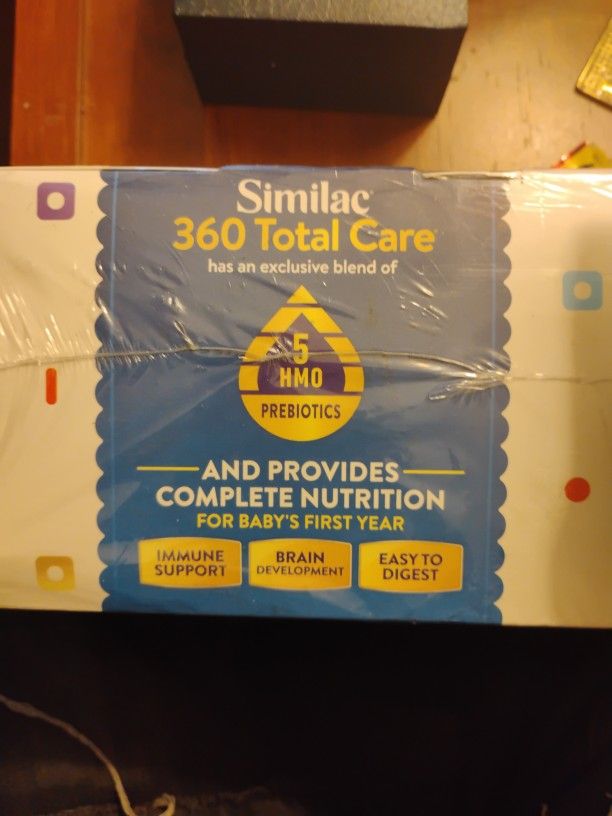 Similac
360 Total Care
has an exclusive blend of
5
HMO
PREBIOTICS
AND PROVIDES
COMPLETE NUTRITION
FOR BABY'S FIRST YEAR
IMMUNE
SUPPORT
BRAIN
DEVELOPMENT
EASY TO
DIGEST